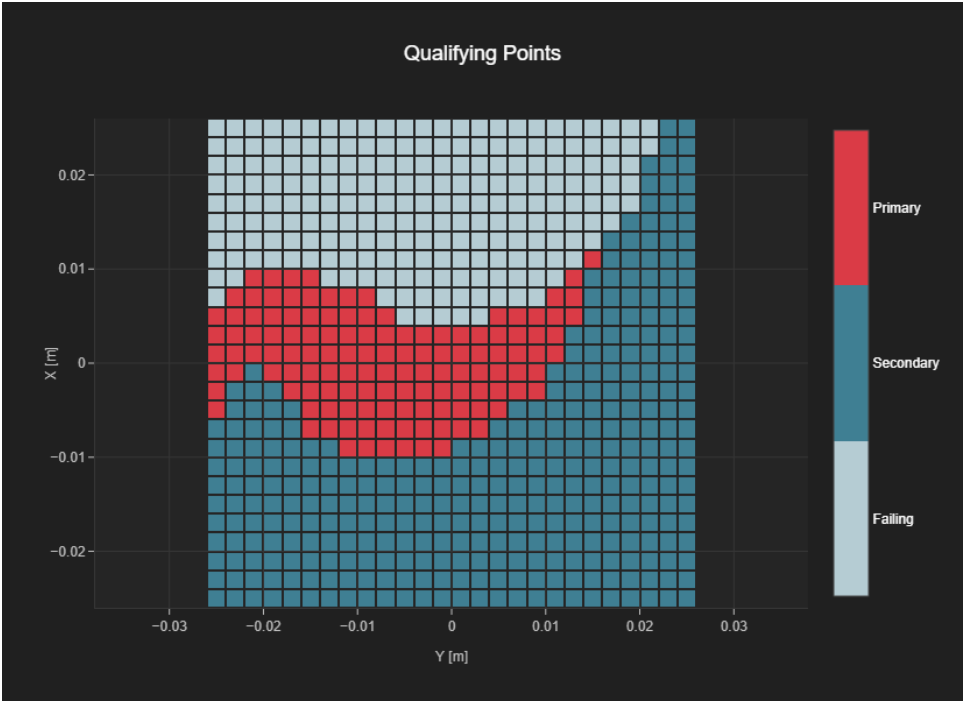 Qualifying Points
0.02
0.01
0
−0.01
−0.02
X [m]
−0.03
−0.02
−0.01
0
0.01
0.02
0.03
Y [m]
Primary
Secondary
Failing